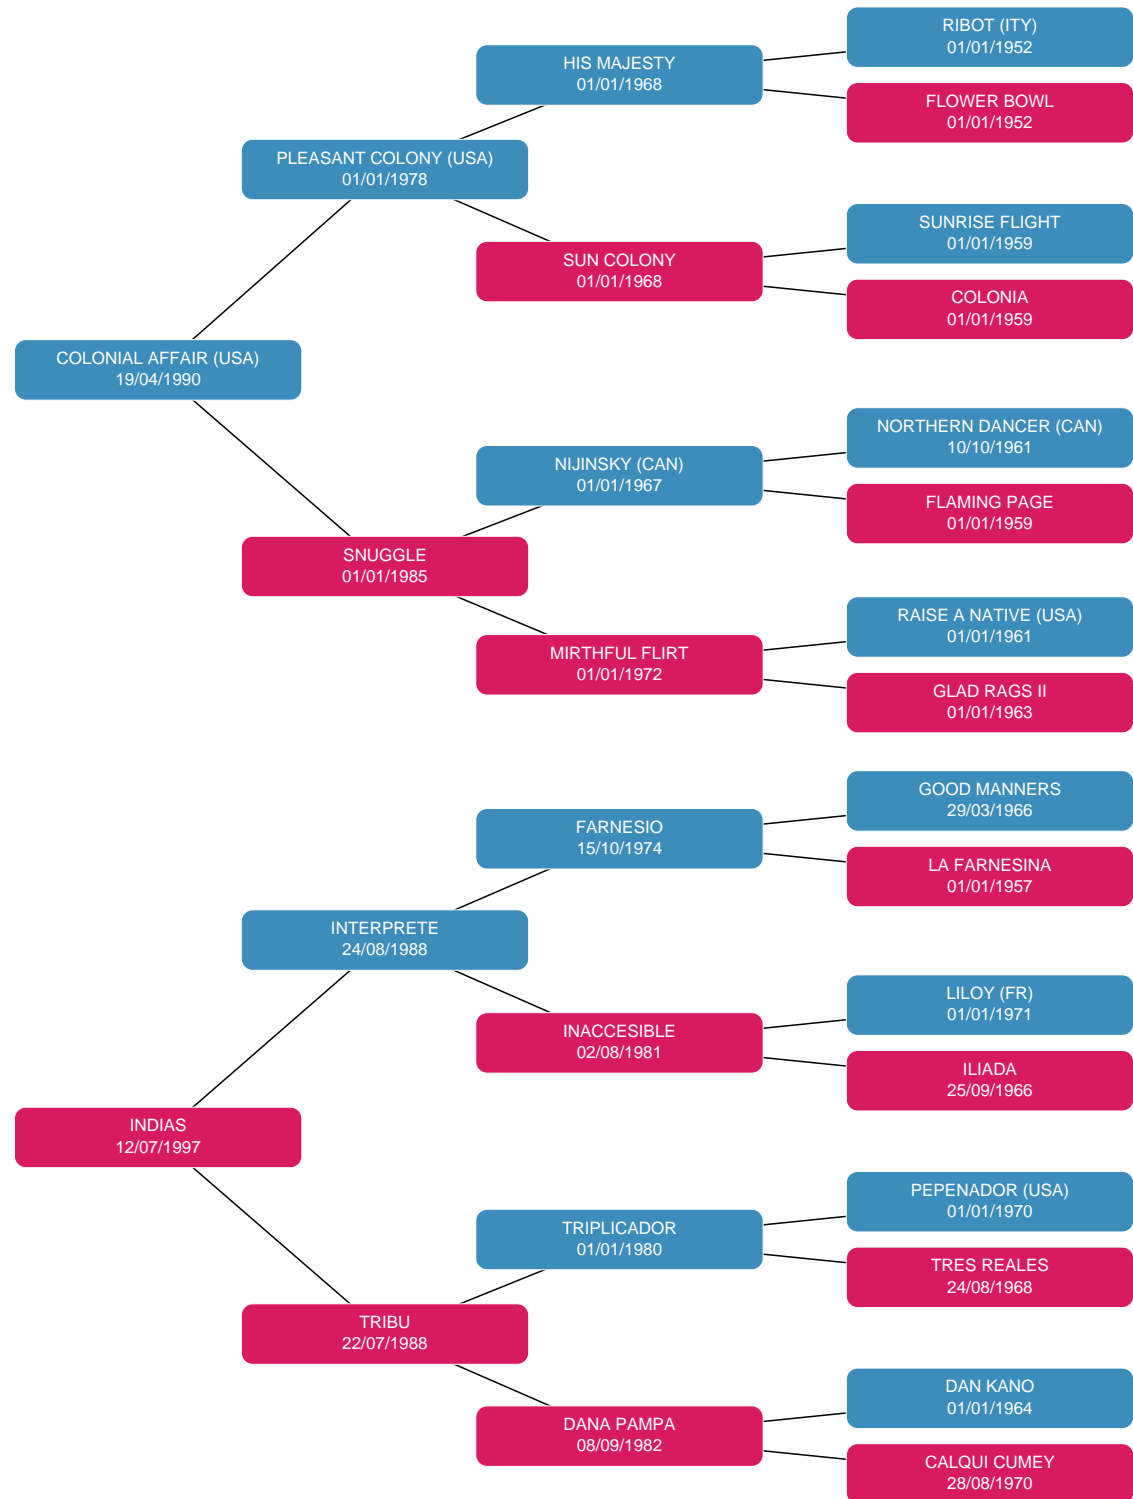 RIBOT (ITY)
01/01/1952
HIS MAJESTY
01/01/1968
FLOWER BOWL
01/01/1952
PLEASANT COLONY (USA)
01/01/1978
SUNRISE FLIGHT
01/01/1959
SUN COLONY
01/01/1968
COLONIA
01/01/1959
COLONIAL AFFAIR (USA)
19/04/1990
NORTHERN DANCER (CAN)
10/10/1961
NIJINSKY (CAN)
01/01/1967
FLAMING PAGE
01/01/1959
SNUGGLE
01/01/1985
RAISE A NATIVE (USA)
01/01/1961
MIRTHFUL FLIRT
01/01/1972
GLAD RAGS II
01/01/1963
GOOD MANNERS
29/03/1966
FARNESIO
15/10/1974
LA FARNESINA
01/01/1957
INTERPRETE
24/08/1988
LILOY (FR)
01/01/1971
INACCESIBLE
02/08/1981
ILIADA
25/09/1966
INDIAS
12/07/1997
PEPENADOR (USA)
01/01/1970
TRIPLICADOR
01/01/1980
TRES REALES
24/08/1968
TRIBU
22/07/1988
DAN KANO
01/01/1964
DANA PAMPA
08/09/1982
CALQUI CUMEY
28/08/1970